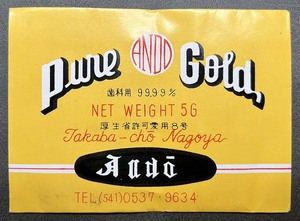 Pure ANDO Gold,
歯科用 99.99%
NET WEIGHT 5G
厚生省許可愛用8号
Takaba-chō Nagoya
Andō
TEL(541)0537・9634